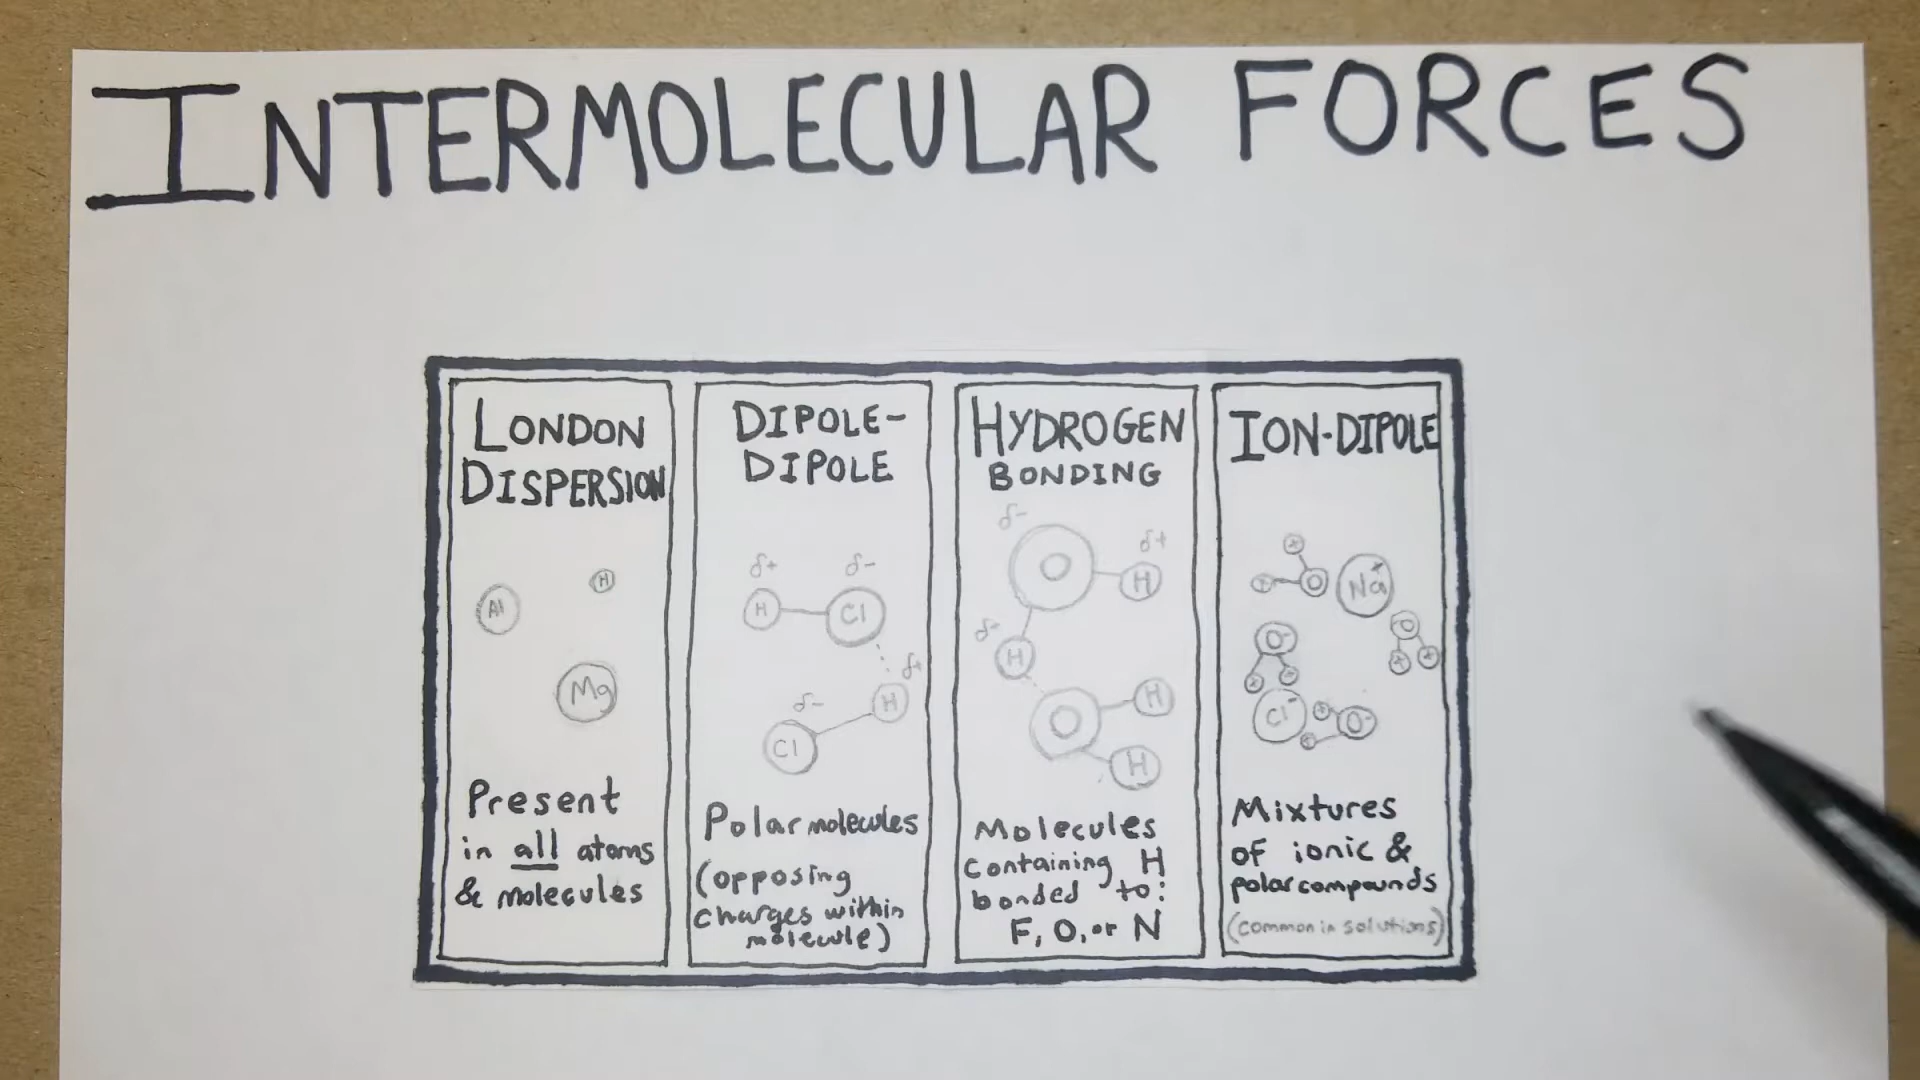 INTERMOLECULAR FORCES
LONDON
DISPERSION
Al
H
Mg
Present
in all atoms
& molecules
DIPOLE-
DIPOLE
δ+ δ-
H Cl
δ+
δ- H
Cl
Polar molecules
(opposing
charges within
molecule)
HYDROGEN
BONDING
δ-
δ+
O H
δ-
H
O H
H
Molecules
containing H
bonded to:
F, O, or N
ION-DIPOLE
+
+ O Na+
O
O- + +
+ +
Cl- + O-
+
Mixtures
of ionic &
polar compounds
(common in solutions)